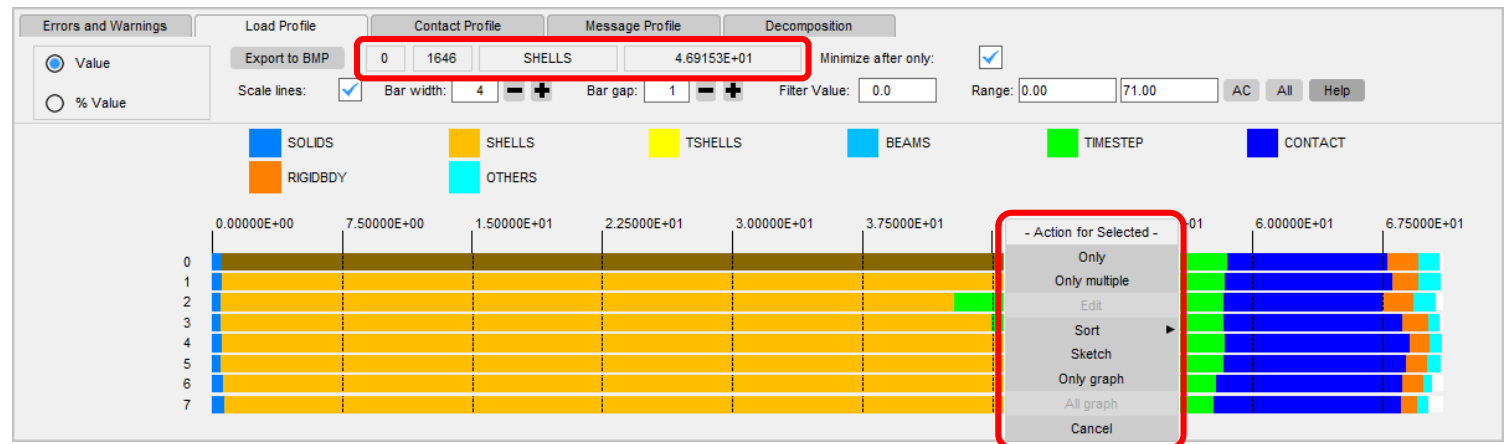 Errors and Warnings Load Profile Contact Profile Message Profile Decomposition
Value Export to BMP 0 1646 SHELLS 4.69153E+01 Minimize after only:
% Value Scale lines: Bar width: 4 Bar gap: 1 Filter Value: 0.0 Range: 0.00 71.00 AC All Help
SOLIDS SHELLS TSHELLS BEAMS TIMESTEP CONTACT
RIGIDBDY OTHERS
0.00000E+00 7.50000E+00 1.50000E+01 2.25000E+01 3.00000E+01 3.75000E+01 +01 6.00000E+01 6.75000E+01
- Action for Selected -
0 Only
1 Only multiple
2 Edit
3 Sort
4 Sketch
5 Only graph
6 All graph
7 Cancel